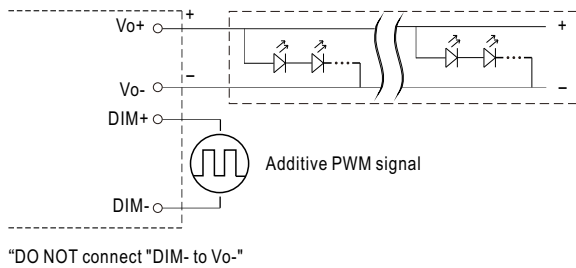 Vo+
+
+
−
Vo-
−
DIM+
Additive PWM signal
DIM-
“DO NOT connect "DIM- to Vo-"